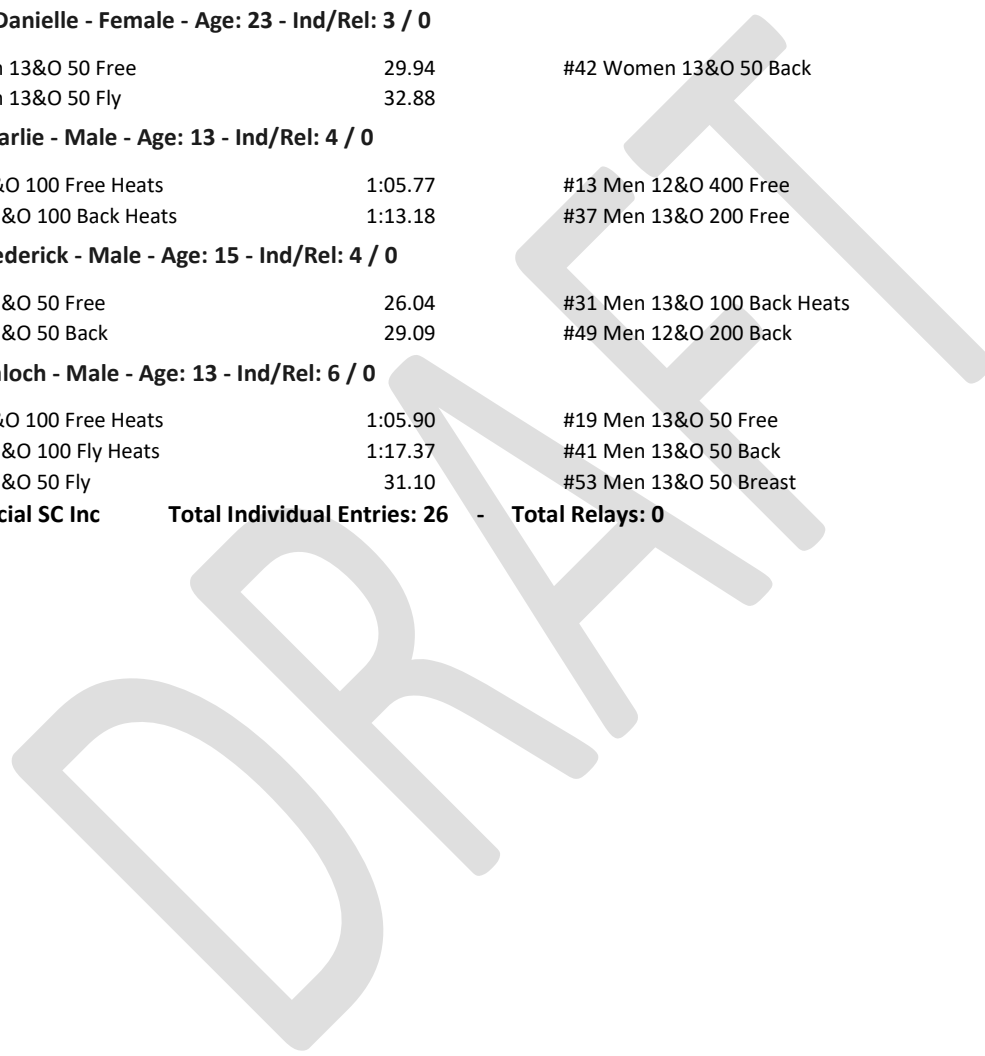 Danielle - Female - Age: 23 - Ind/Rel: 3 / 0
13&O 50 Free 29.94 #42 Women 13&O 50 Back
13&O 50 Fly 32.88
arlie - Male - Age: 13 - Ind/Rel: 4 / 0
&O 100 Free Heats 1:05.77 #13 Men 12&O 400 Free
&O 100 Back Heats 1:13.18 #37 Men 13&O 200 Free
ederick - Male - Age: 15 - Ind/Rel: 4 / 0
&O 50 Free 26.04 #31 Men 13&O 100 Back Heats
&O 50 Back 29.09 #49 Men 12&O 200 Back
loch - Male - Age: 13 - Ind/Rel: 6 / 0
&O 100 Free Heats 1:05.90 #19 Men 13&O 50 Free
&O 100 Fly Heats 1:17.37 #41 Men 13&O 50 Back
&O 50 Fly 31.10 #53 Men 13&O 50 Breast
cial SC Inc Total Individual Entries: 26 - Total Relays: 0
DRAFT